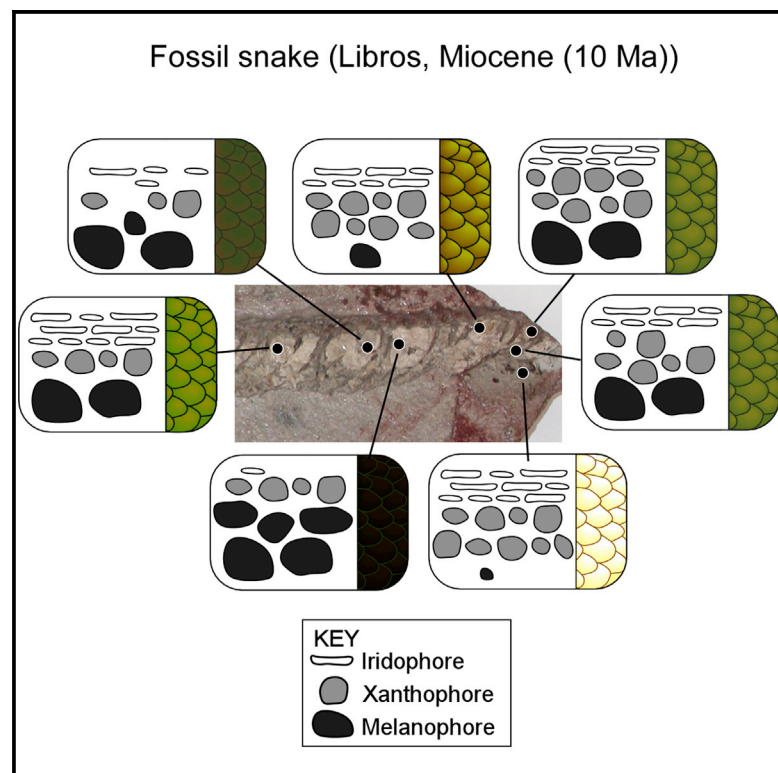 Fossil snake (Libros, Miocene (10 Ma))
KEY
Iridophore
Xanthophore
Melanophore